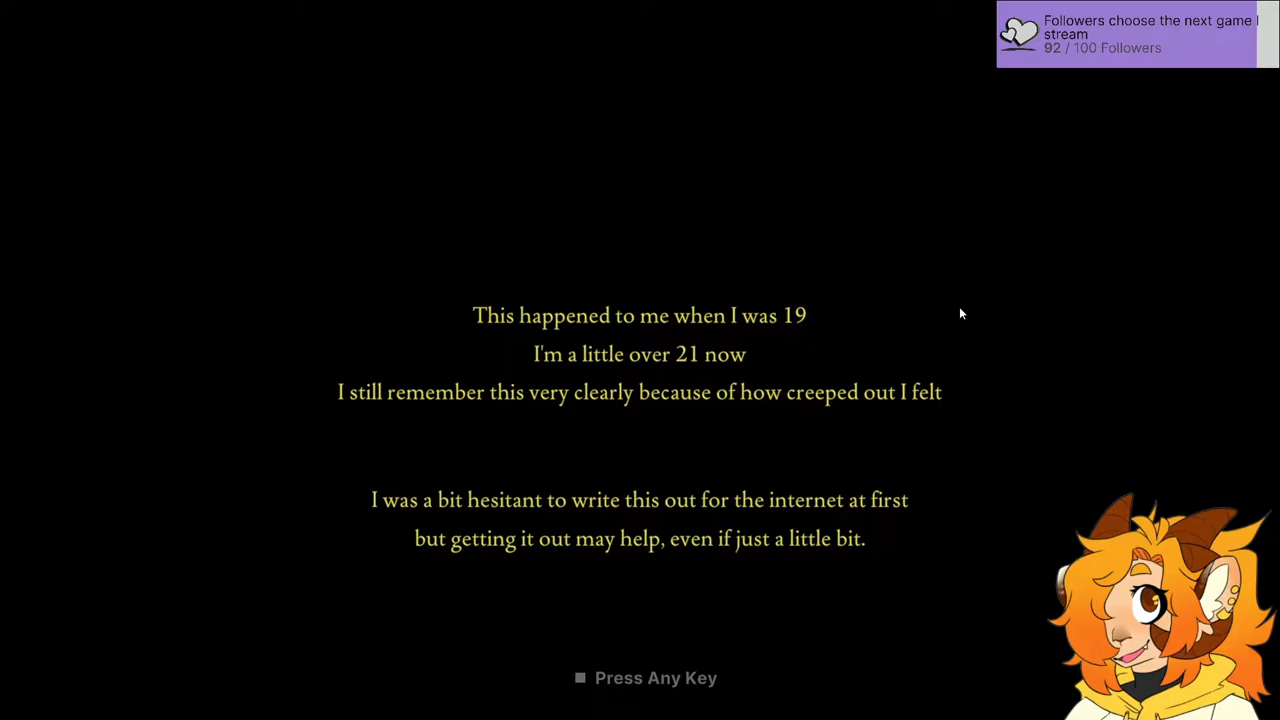 Followers choose the next game I
stream
92 / 100 Followers
This happened to me when I was 19
I'm a little over 21 now
I still remember this very clearly because of how creeped out I felt
I was a bit hesitant to write this out for the internet at first
but getting it out may help, even if just a little bit.
Press Any Key